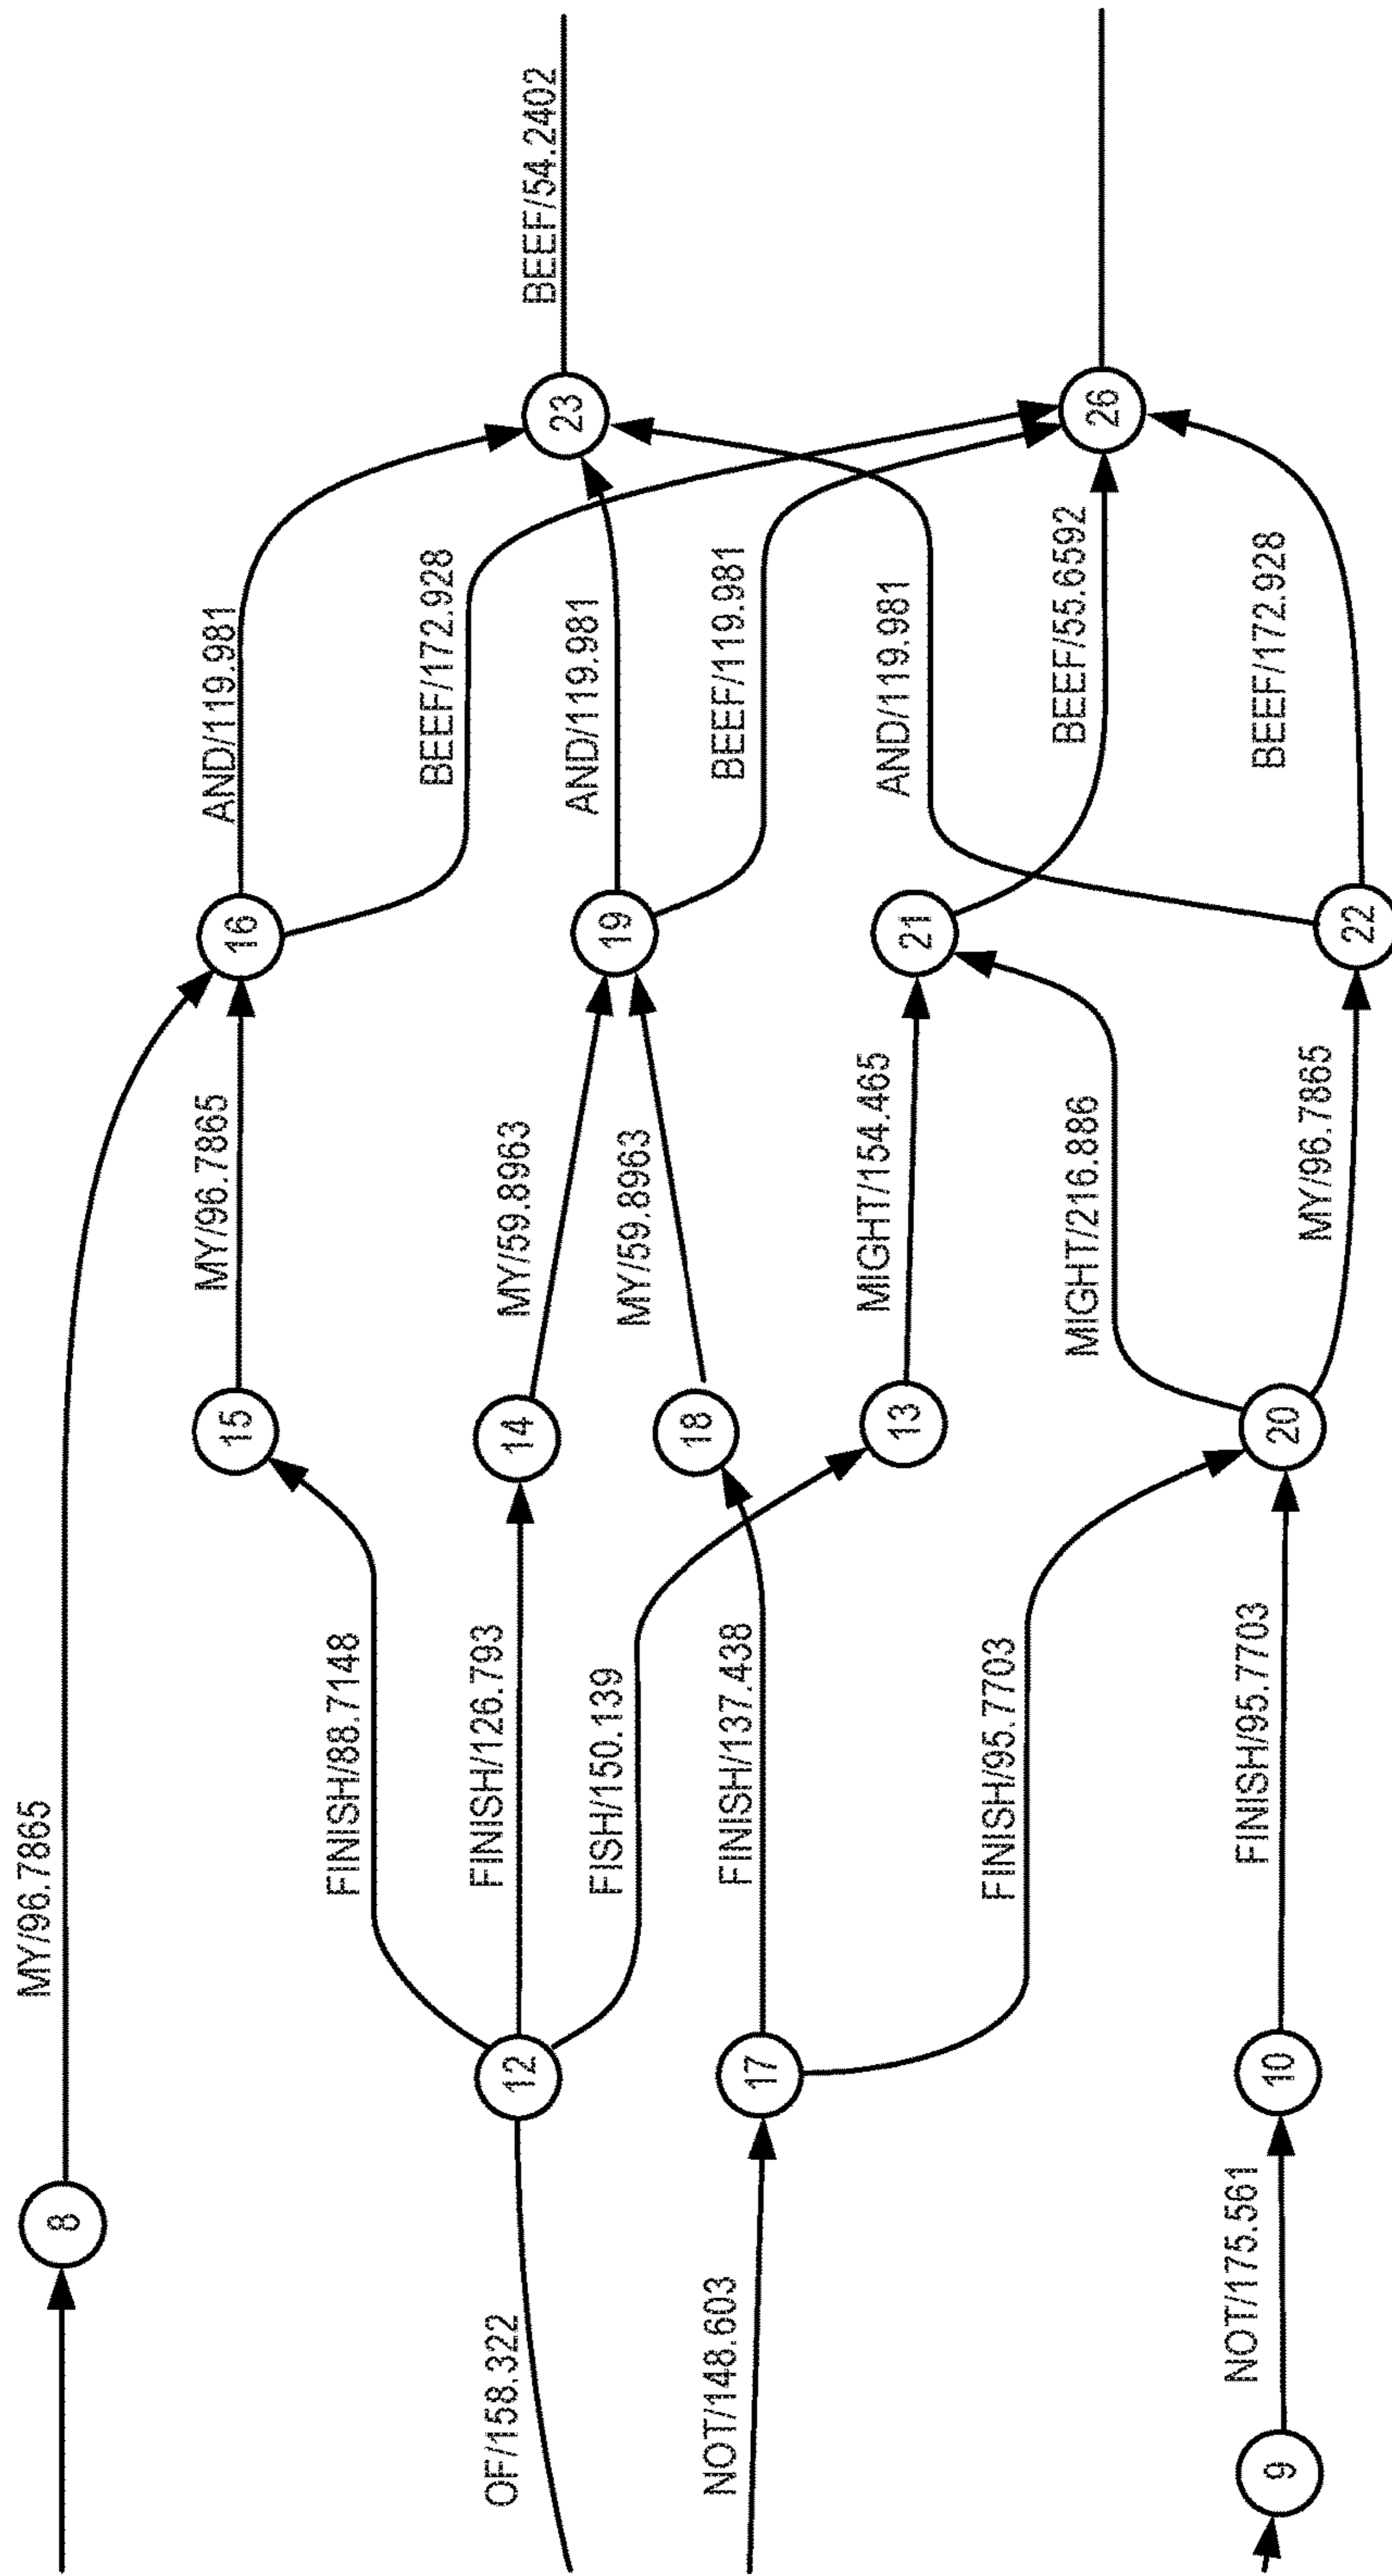 8
MY/96.7865
15
MY/96.7865
16
AND/119.981
BEEF/172.928
OF/158.322
12
FINISH/88.7148
FINISH/126.793
FISH/150.139
14
MY/59.8963
18
MY/59.8963
19
AND/119.981
BEEF/119.981
23
BEEF/54.2402
NOT/148.603
17
FINISH/137.438
FINISH/95.7703
13
MIGHT/154.465
21
BEEF/55.6592
AND/119.981
26
9
NOT/175.561
10
FINISH/95.7703
20
MIGHT/216.886
MY/96.7865
22
BEEF/172.928